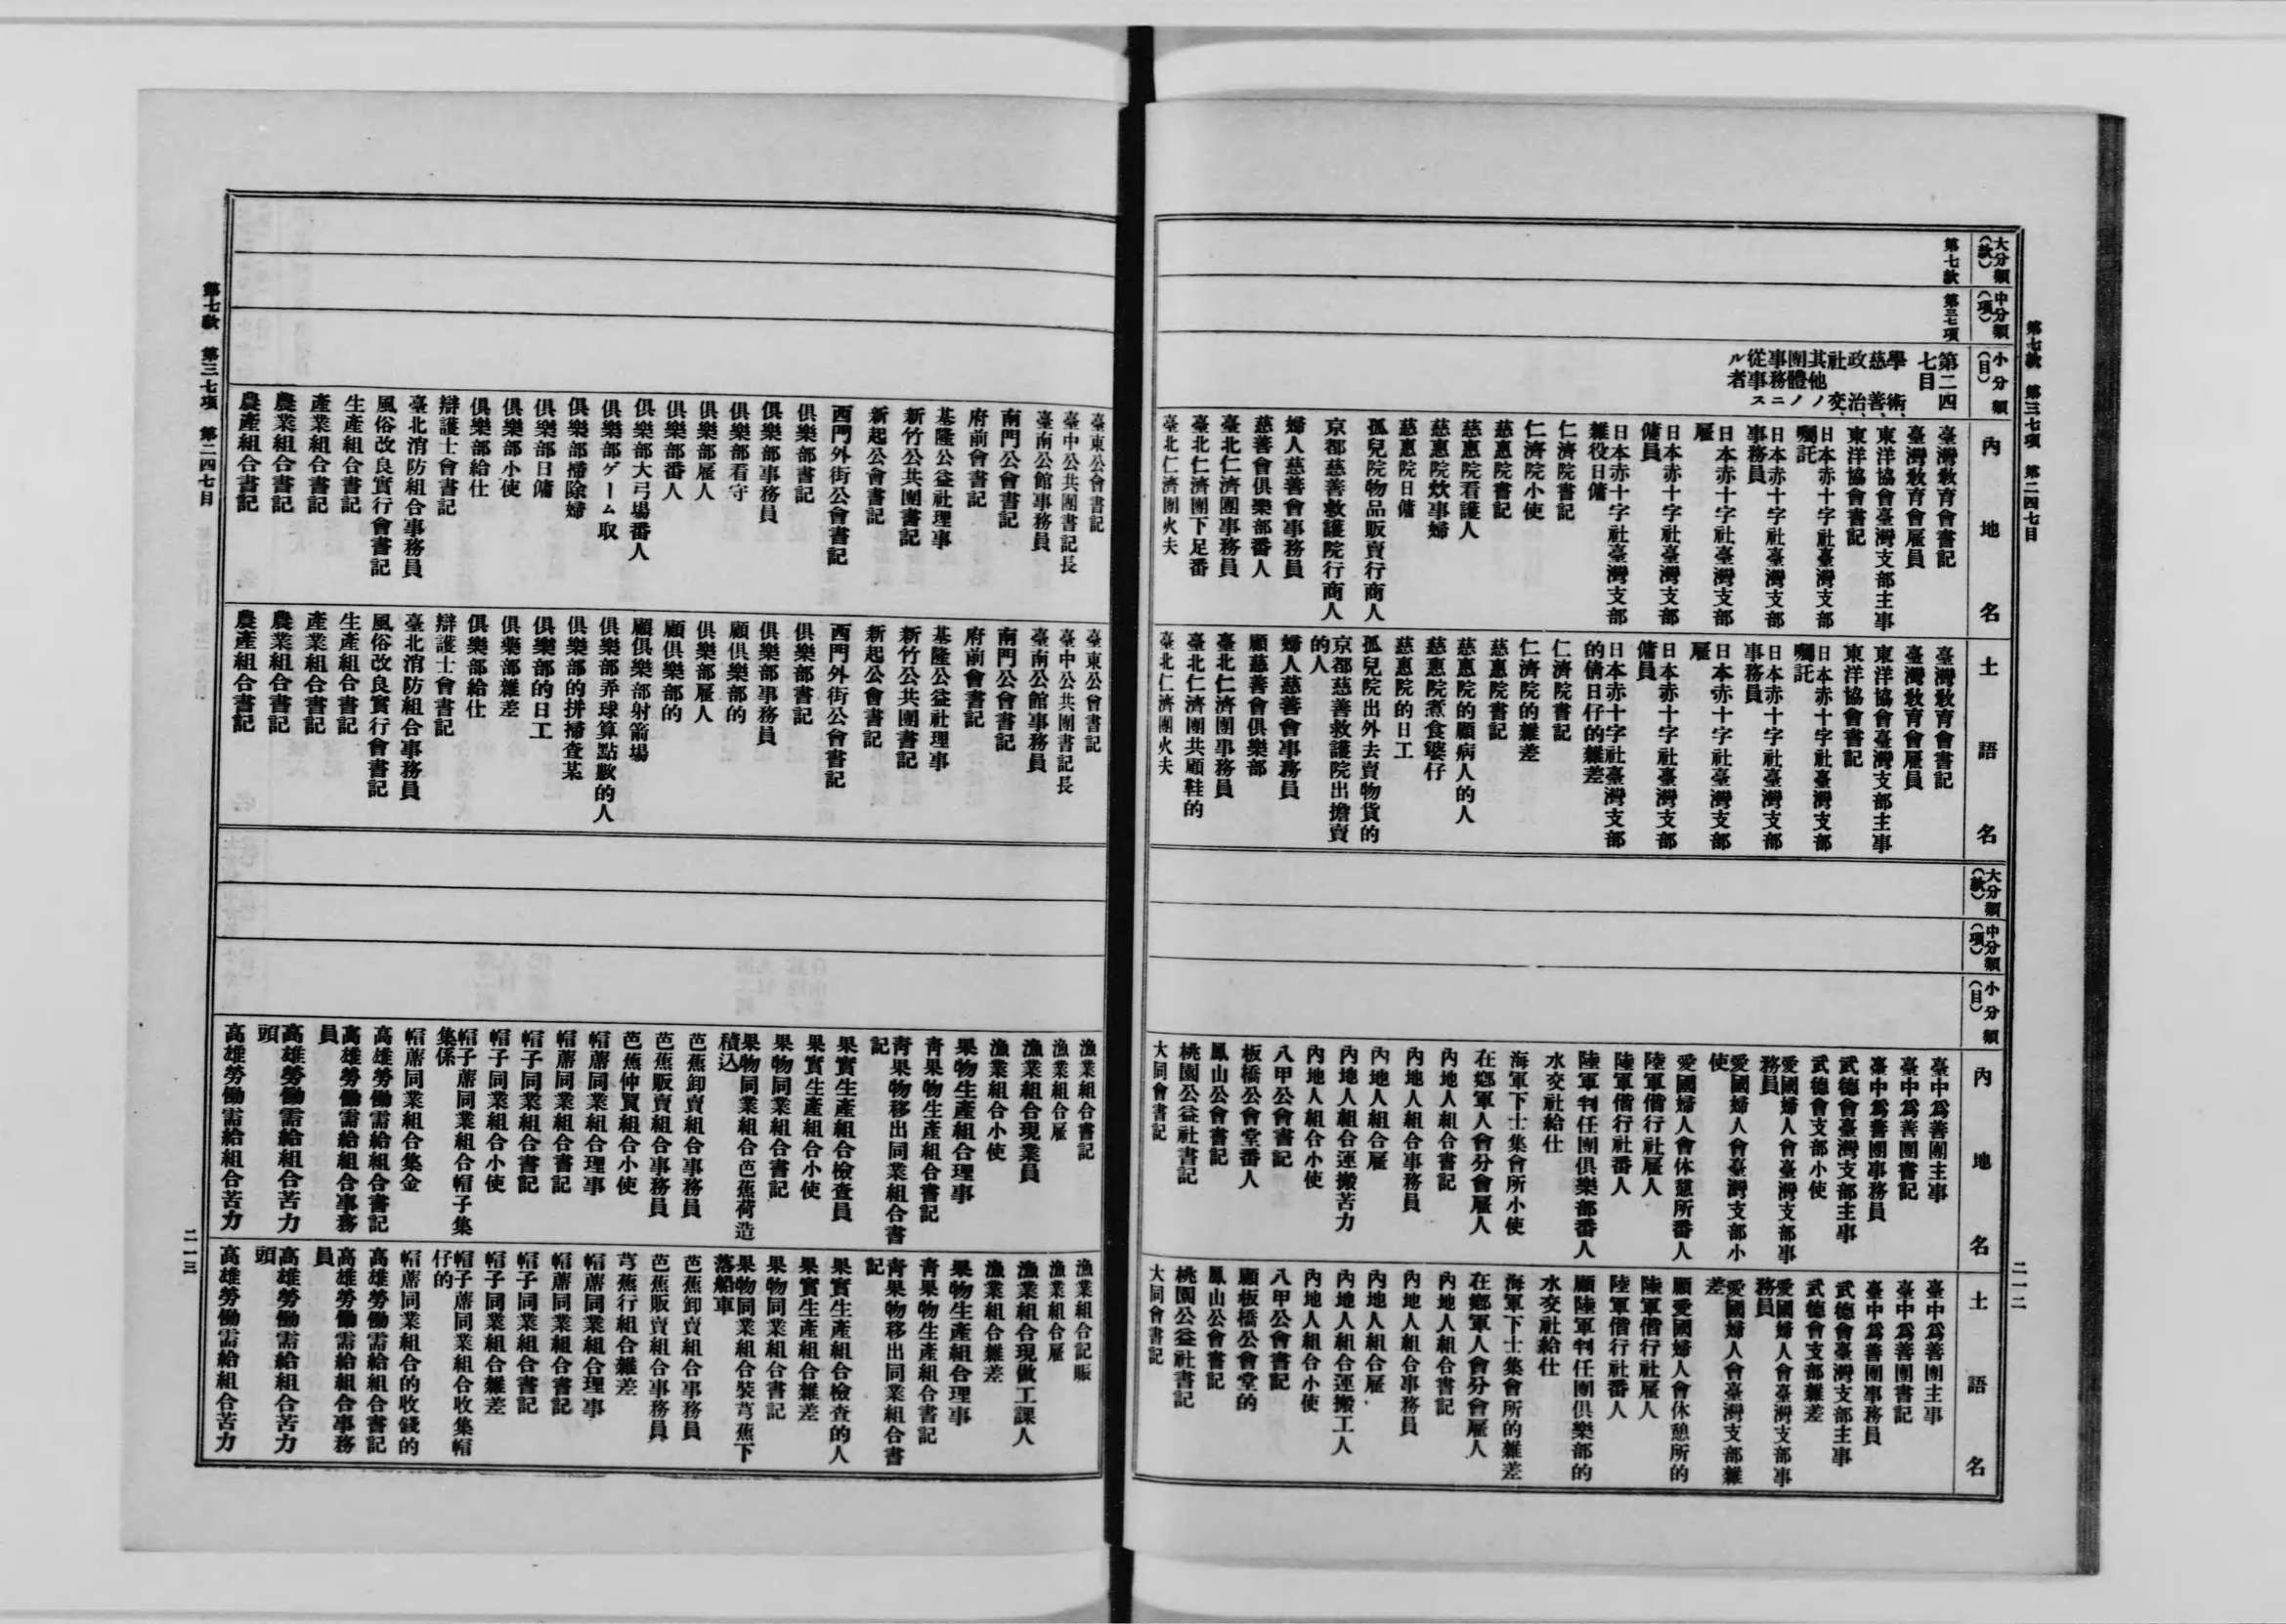 第七款　第三七項　第二四七目
大分類（款）
中分類（項）
小分類（目）
內地名
土語名
第七款
第三七項
第二四七目
學術、
慈善、
政治、
社交、
其他ノ
團體ノ
事務ニ
從事ス
ル者
臺灣教育會書記
臺灣教育會雇員
東洋協會臺灣支部主事
東洋協會書記
日本赤十字社臺灣支部
囑託
日本赤十字社臺灣支部
事務員
日本赤十字社臺灣支部
雇
日本赤十字社臺灣支部
傭員
日本赤十字社臺灣支部
雜役日傭
仁濟院書記
仁濟院小使
慈惠院書記
慈惠院看護人
慈惠院炊事婦
慈惠院日傭
孤兒院物品販賣行商人
京都慈善救護院行商人
婦人慈善會事務員
慈善會俱樂部番人
臺北仁濟團事務員
臺北仁濟團下足番
臺北仁濟團火夫
臺灣教育會書記
臺灣教育會雇員
東洋協會臺灣支部主事
東洋協會書記
日本赤十字社臺灣支部
囑託
日本赤十字社臺灣支部
事務員
日本赤十字社臺灣支部
雇
日本赤十字社臺灣支部
傭員
日本赤十字社臺灣支部
的倩日仔的雜差
仁濟院書記
仁濟院的雜差
慈惠院書記
慈惠院的顧病人的人
慈惠院煮食婆仔
慈惠院的日工
孤兒院出外去賣物貨的
京都慈善救護院出擔賣
的人
婦人慈善會事務員
顧慈善會俱樂部
臺北仁濟團事務員
臺北仁濟團共顧鞋的
臺北仁濟團火夫
大分類（款）
中分類（項）
小分類（目）
內地名
土語名
臺中爲善團主事
臺中爲善團書記
臺中爲善團事務員
武德會臺灣支部主事
武德會支部小使
愛國婦人會臺灣支部事
務員
愛國婦人會臺灣支部小
使
愛國婦人會休憩所番人
陸軍偕行社雇人
陸軍偕行社番人
陸軍判任團俱樂部番人
水交社給仕
海軍下士集會所小使
在鄉軍人會分會雇人
內地人組合書記
內地人組合事務員
內地人組合雇
內地人組合運搬苦力
內地人組合小使
八甲公會書記
板橋公會堂番人
鳳山公會書記
桃園公益社書記
大同會書記
臺中爲善團主事
臺中爲善團書記
臺中爲善團事務員
武德會臺灣支部主事
武德會支部雜差
愛國婦人會臺灣支部事
務員
愛國婦人會臺灣支部雜
差
顧愛國婦人會休憩所的
陸軍偕行社雇人
陸軍偕行社番人
顧陸軍判任團俱樂部的
水交社給仕
海軍下士集會所的雜差
在鄉軍人會分會雇人
內地人組合書記
內地人組合事務員
內地人組合雇
內地人組合運搬工人
內地人組合小使
八甲公會書記
顧板橋公會堂的
鳳山公會書記
桃園公益社書記
大同會書記
二一二
臺東公會書記
臺中公共團書記長
臺南公館事務員
南門公會書記
府前會書記
基隆公益社理事
新竹公共團書記
新起公會書記
西門外街公會書記
俱樂部書記
俱樂部事務員
俱樂部看守
俱樂部雇人
俱樂部番人
俱樂部大弓場番人
俱樂部ゲーム取
俱樂部掃除婦
俱樂部日傭
俱樂部小使
俱樂部給仕
辯護士會書記
臺北消防組合事務員
風俗改良實行會書記
生產組合書記
產業組合書記
農業組合書記
農產組合書記
臺東公會書記
臺中公共團書記長
臺南公館事務員
南門公會書記
府前會書記
基隆公益社理事
新竹公共團書記
新起公會書記
西門外街公會書記
俱樂部書記
俱樂部事務員
顧俱樂部的
俱樂部雇人
顧俱樂部的
顧俱樂部射箭場
俱樂部弄球算點數的人
俱樂部的拼掃查某
俱樂部的日工
俱樂部雜差
俱樂部給仕
辯護士會書記
臺北消防組合事務員
風俗改良實行會書記
生產組合書記
產業組合書記
農業組合書記
農產組合書記
漁業組合書記
漁業組合雇
漁業組合現業員
漁業組合小使
果物生產組合理事
青果物生產組合書記
青果物移出同業組合書
記
果實生產組合檢查員
果實生產組合小使
果物同業組合書記
果物同業組合芭蕉荷造
積込
芭蕉卸賣組合事務員
芭蕉販賣組合事務員
芭蕉仲買組合小使
帽蓆同業組合理事
帽蓆同業組合書記
帽子同業組合書記
帽子同業組合小使
帽子蓆同業組合帽子集
集係
帽蓆同業組合集金
高雄勞働需給組合書記
高雄勞働需給組合事務
員
高雄勞働需給組合苦力
頭
高雄勞働需給組合苦力
漁業組合記賬
漁業組合雇
漁業組合現做工課人
漁業組合雜差
果物生產組合理事
青果物生產組合書記
青果物移出同業組合書
記
果實生產組合檢查的人
果實生產組合雜差
果物同業組合書記
果物同業組合裝芎蕉下
落船車
芭蕉卸賣組合事務員
芭蕉販賣組合事務員
芎蕉行組合雜差
帽蓆同業組合理事
帽蓆同業組合書記
帽子同業組合書記
帽子同業組合雜差
帽子蓆同業組合收集帽
仔的
帽蓆同業組合的收錢的
高雄勞働需給組合書記
高雄勞働需給組合事務
員
高雄勞働需給組合苦力
頭
高雄勞働需給組合苦力
第七款　第三七項　第二四七目
二一三